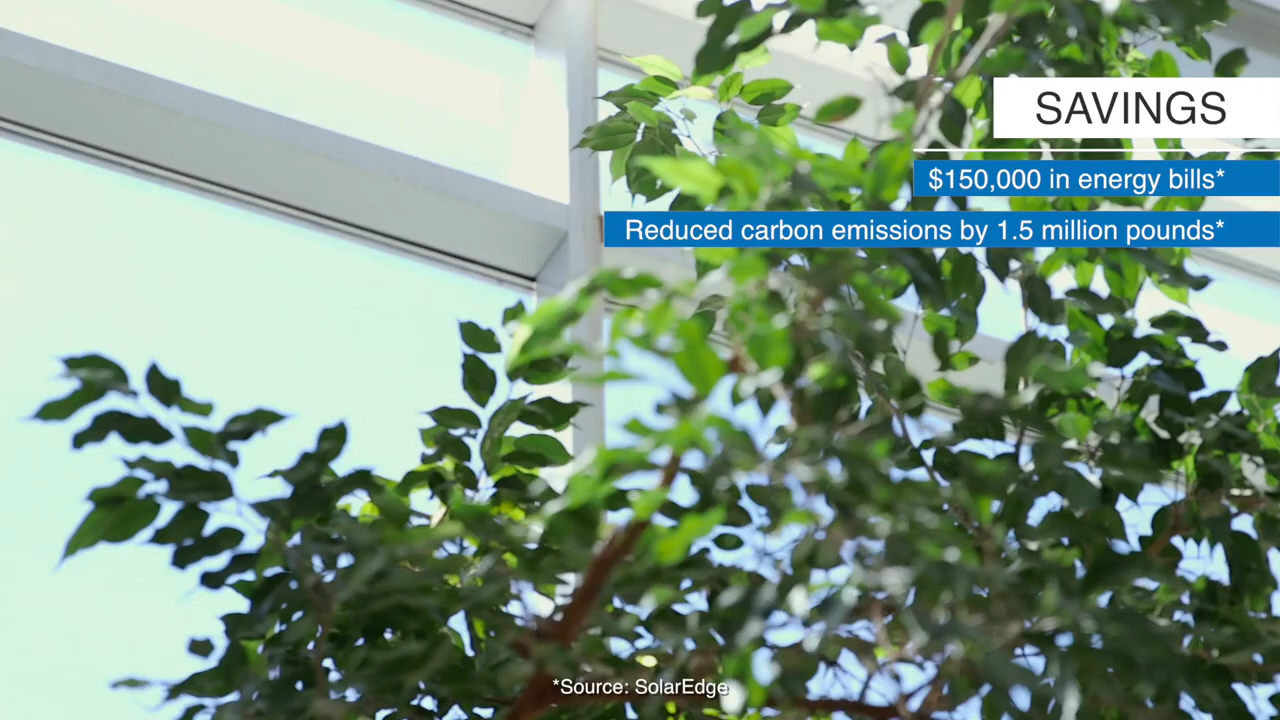 SAVINGS
$150,000 in energy bills*
Reduced carbon emissions by 1.5 million pounds*
*Source: SolarEdge